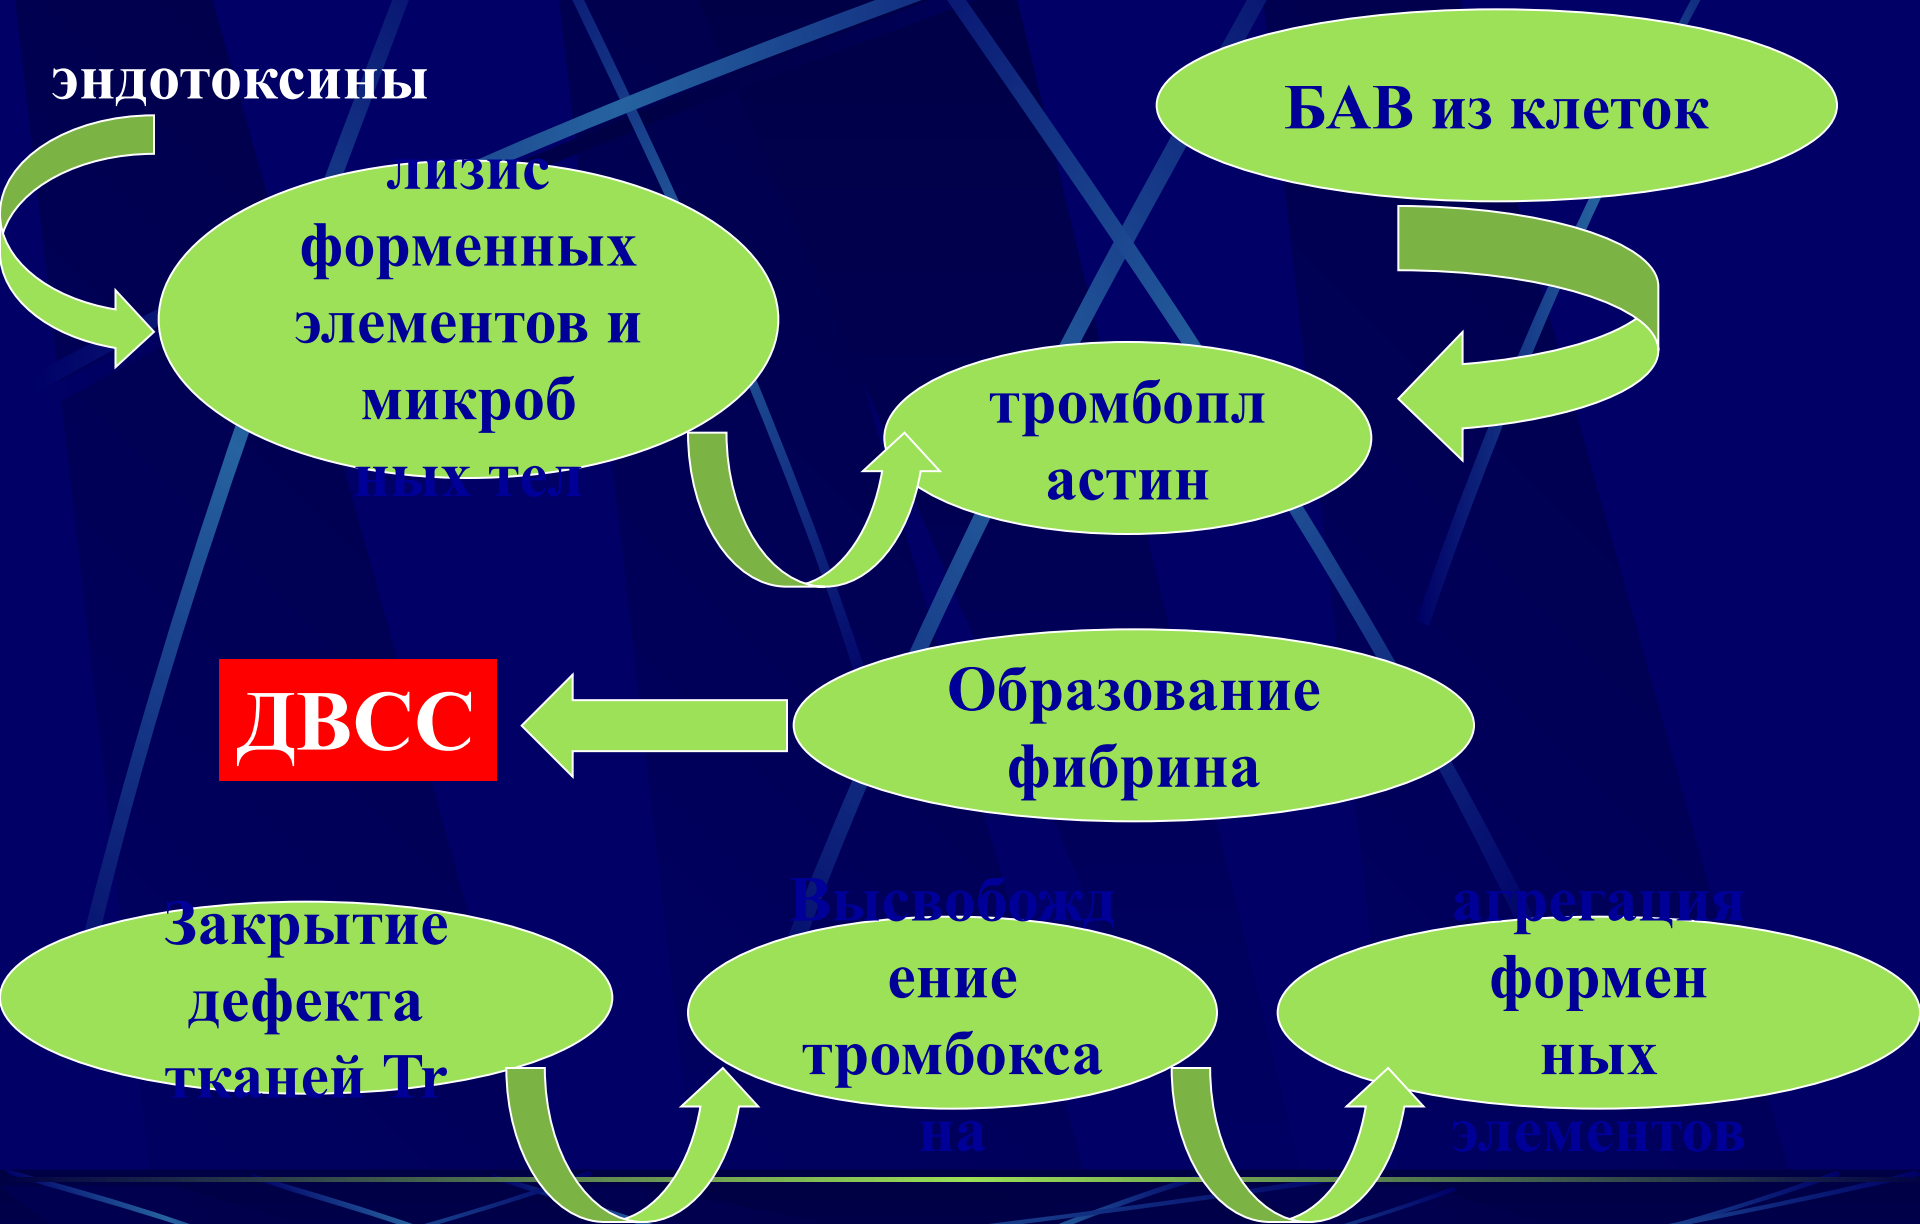 эндотоксины
БАВ из клеток
лизис
форменных
элементов и
микроб
ных тел
тромбопл
астин
Образование
фибрина
ДВСС
Закрытие
дефекта
тканей Tr
Высвобожд
ение
тромбокса
на
агрегация
формен
ных
элементов